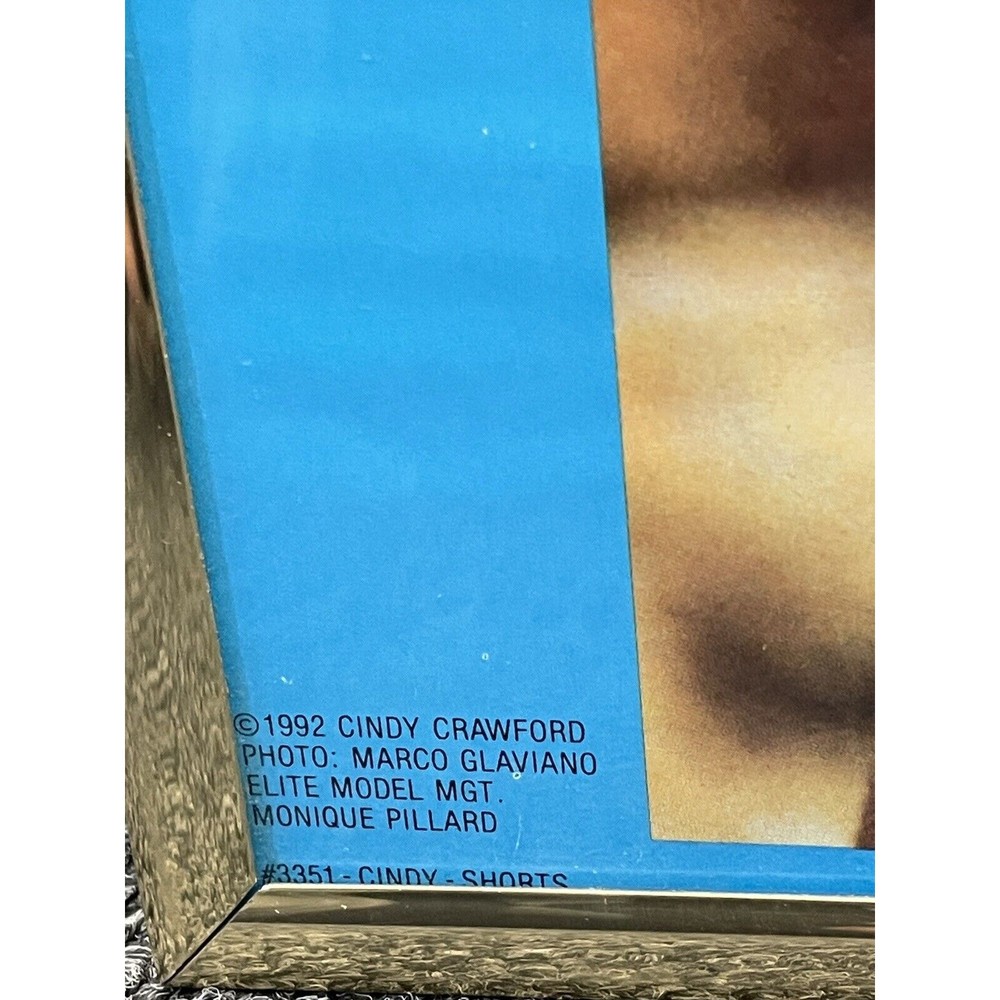 ©1992 CINDY CRAWFORD
PHOTO: MARCO GLAVIANO
ELITE MODEL MGT.
MONIQUE PILLARD
#3351-CINDY-SHORTS